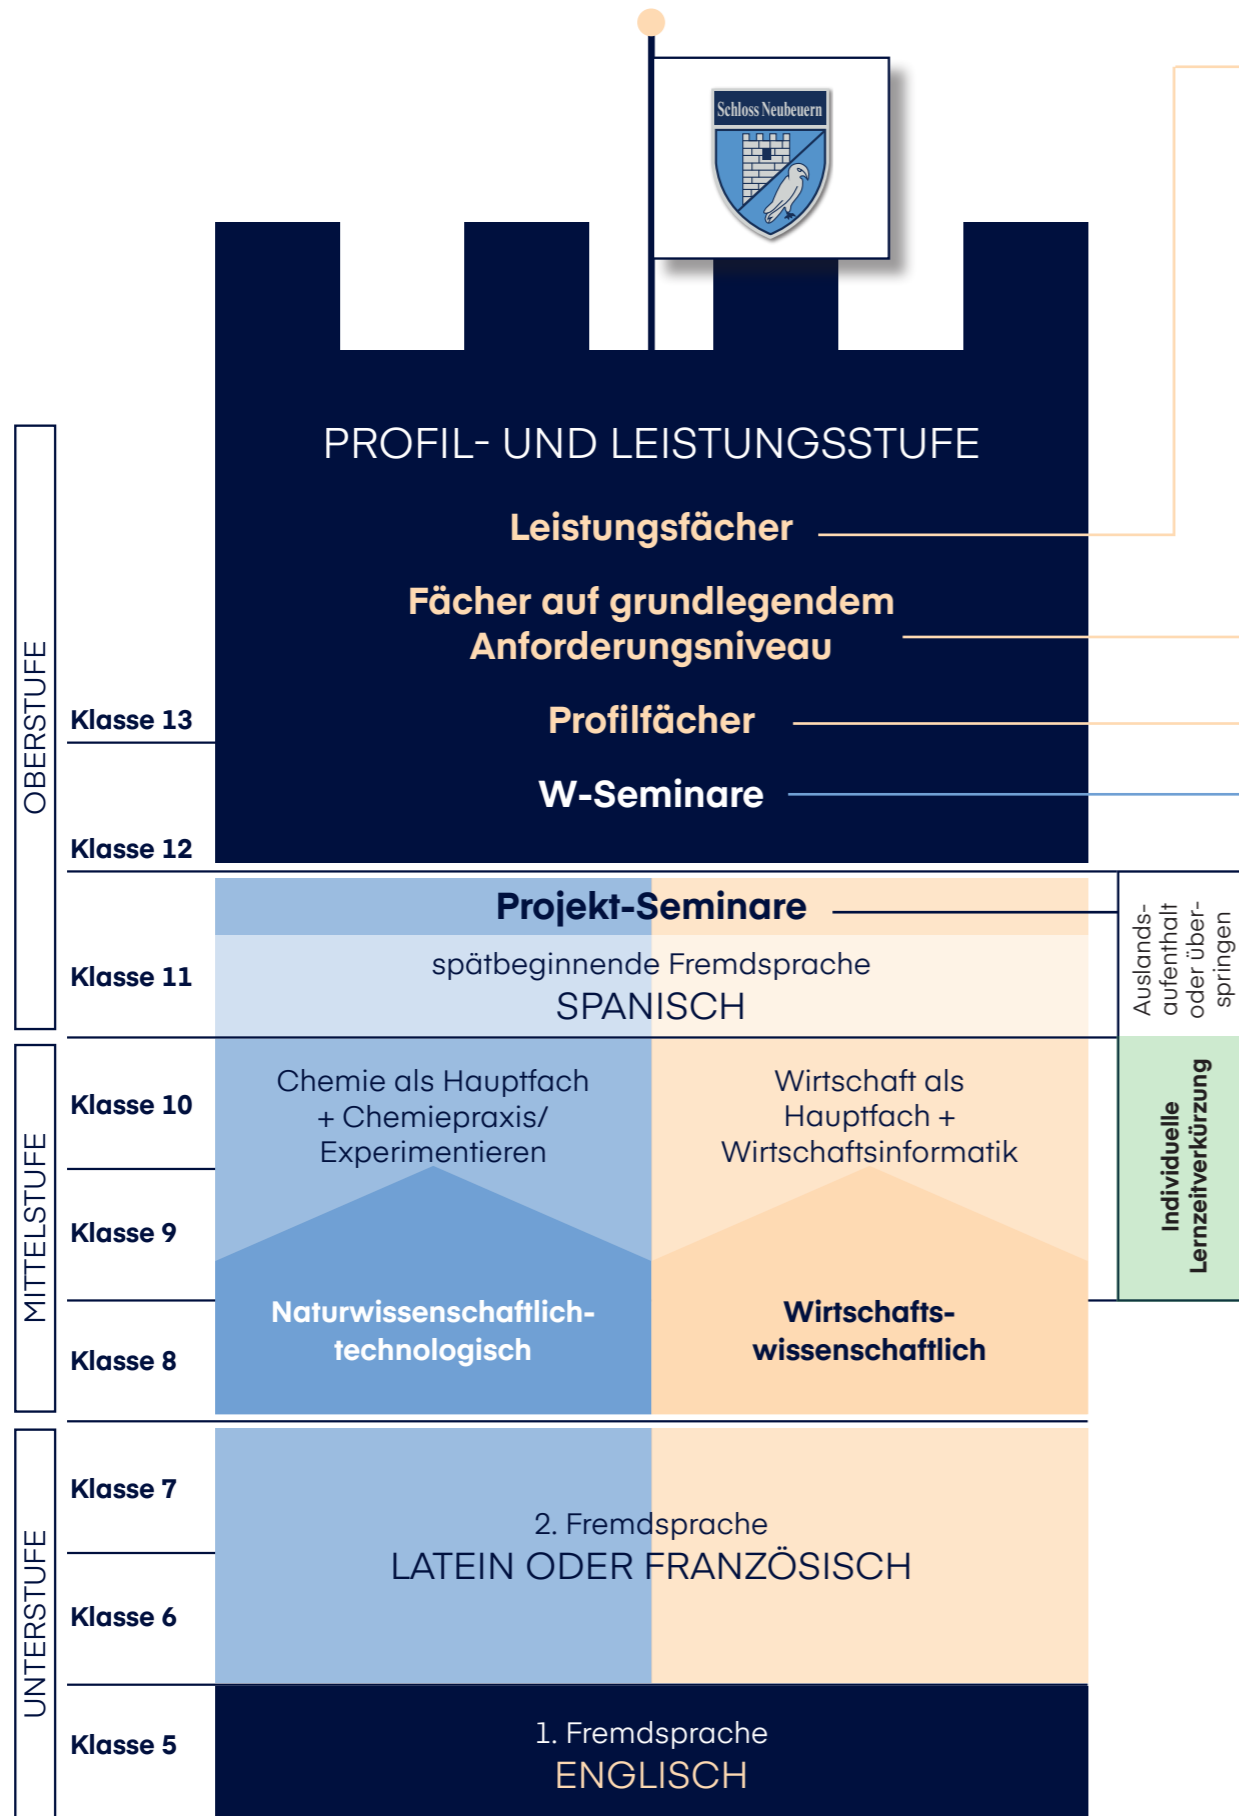 Schloss Neubeuern
PROFIL- UND LEISTUNGSSTUFE
Leistungsfächer
Fächer auf grundlegendem
Anforderungsniveau
Profilfächer
W-Seminare
OBERSTUFE
Klasse 13
Klasse 12
Klasse 11
Projekt-Seminare
spätbeginnende Fremdsprache
SPANISCH
Auslands-
aufenthalt
oder über-
springen
MITTELSTUFE
Klasse 10
Klasse 9
Klasse 8
Chemie als Hauptfach
+ Chemiepraxis/
Experimentieren
Wirtschaft als
Hauptfach +
Wirtschaftsinformatik
Individuelle
Lernzeitverkürzung
Naturwissenschaftlich-
technologisch
Wirtschafts-
wissenschaftlich
UNTERSTUFE
Klasse 7
Klasse 6
Klasse 5
2. Fremdsprache
LATEIN ODER FRANZÖSISCH
1. Fremdsprache
ENGLISCH